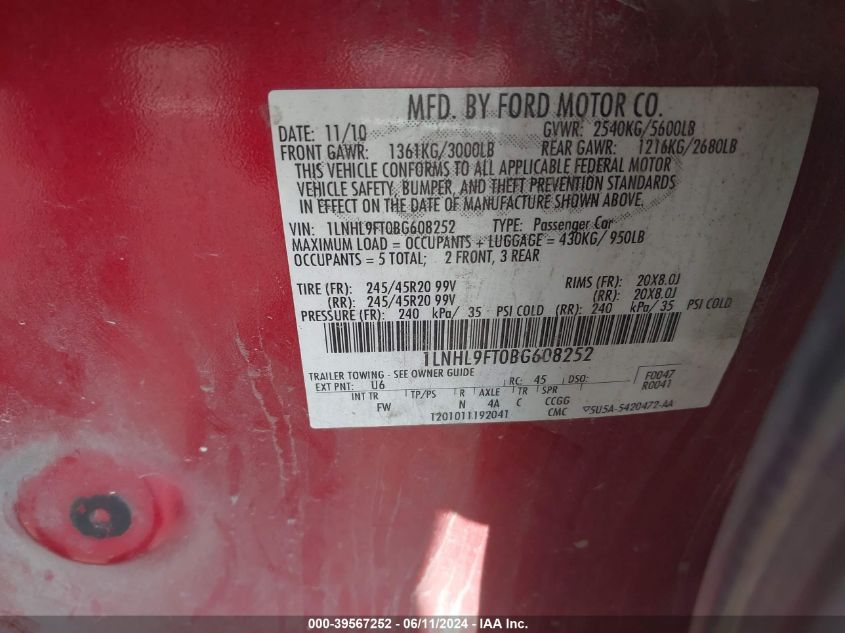 MFD. BY FORD MOTOR CO.
DATE: 11/10 GVWR: 2540KG/5600LB
FRONT GAWR: 1361KG/3000LB REAR GAWR: 1216KG/2680LB
THIS VEHICLE CONFORMS TO ALL APPLICABLE FEDERAL MOTOR
VEHICLE SAFETY, BUMPER, AND THEFT PREVENTION STANDARDS
IN EFFECT ON THE DATE OF MANUFACTURE SHOWN ABOVE.
VIN: 1LNHL9FT0BG608252 TYPE: Passenger Car
MAXIMUM LOAD = OCCUPANTS + LUGGAGE = 430KG/ 950LB
OCCUPANTS = 5 TOTAL; 2 FRONT, 3 REAR
TIRE (FR): 245/45R20 99V RIMS (FR): 20X8.0J
(RR): 245/45R20 99V (RR): 20X8.0J
PRESSURE (FR): 240 kPa/ 35 PSI COLD (RR): 240 kPa/ 35 PSI COLD
1LNHL9FT0BG608252
TRAILER TOWING - SEE OWNER GUIDE
EXT PNT: U6 RC: 45 DSO: F0047
R0041
INT TR TP/PS R AXLE TR SPR
FW N 4A C CCGG
T201011192041 CMC 5U5A-5420472-AA
000-39567252 - 06/11/2024 - IAA Inc.